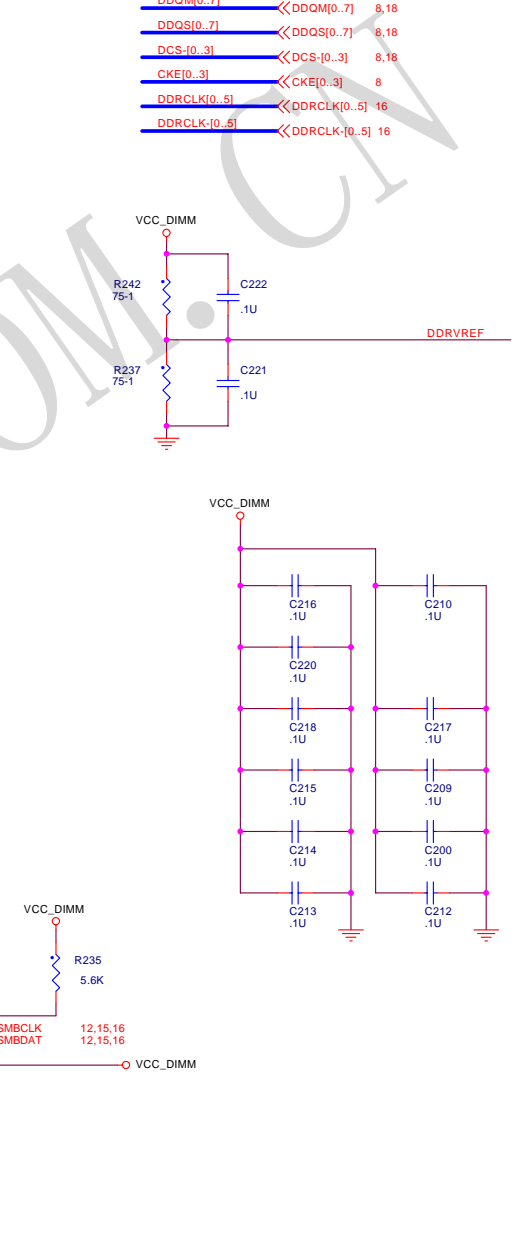 DDQM[0..7] DDQM[0..7] 8,18
DDQS[0..7] DDQS[0..7] 8,18
DCS-[0..3] DCS-[0..3] 8,18
CKE[0..3] CKE[0..3] 8
DDRCLK[0..5] DDRCLK[0..5] 16
DDRCLK-[0..5] DDRCLK-[0..5] 16
OM.CN
VCC_DIMM
R242
75-1
C222
.1U
DDRVREF
R237
75-1
C221
.1U
VCC_DIMM
C216
.1U
C210
.1U
C220
.1U
C218
.1U
C217
.1U
C215
.1U
C209
.1U
C214
.1U
C200
.1U
C213
.1U
C212
.1U
VCC_DIMM
R235
5.6K
SMBCLK 12,15,16
SMBDAT 12,15,16
VCC_DIMM